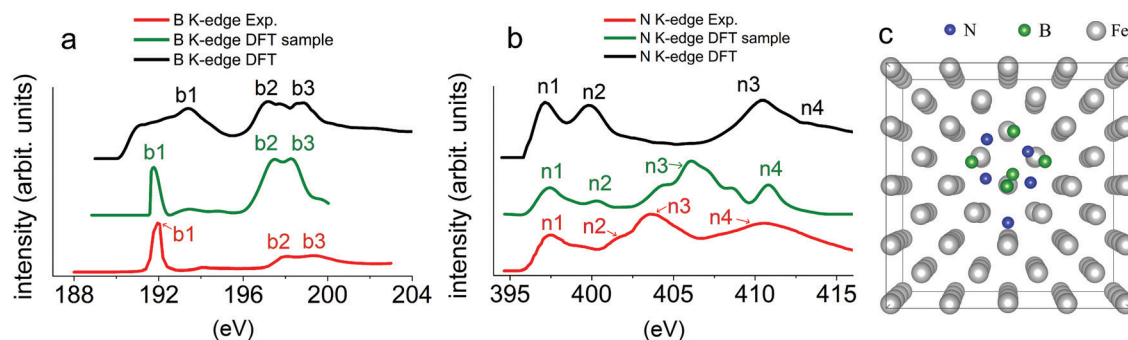 a
B K-edge Exp.
B K-edge DFT sample
B K-edge DFT
b1
b2
b3
b1
b2
b3
b1
b2
b3
intensity (arbit. units)
188
192
196
200
204
(eV)
b
N K-edge Exp.
N K-edge DFT sample
N K-edge DFT
n1
n2
n3
n4
n1
n2
n3
n4
n1
n2
n3
n4
intensity (arbit. units)
395
400
405
410
415
(eV)
c
N
B
Fe